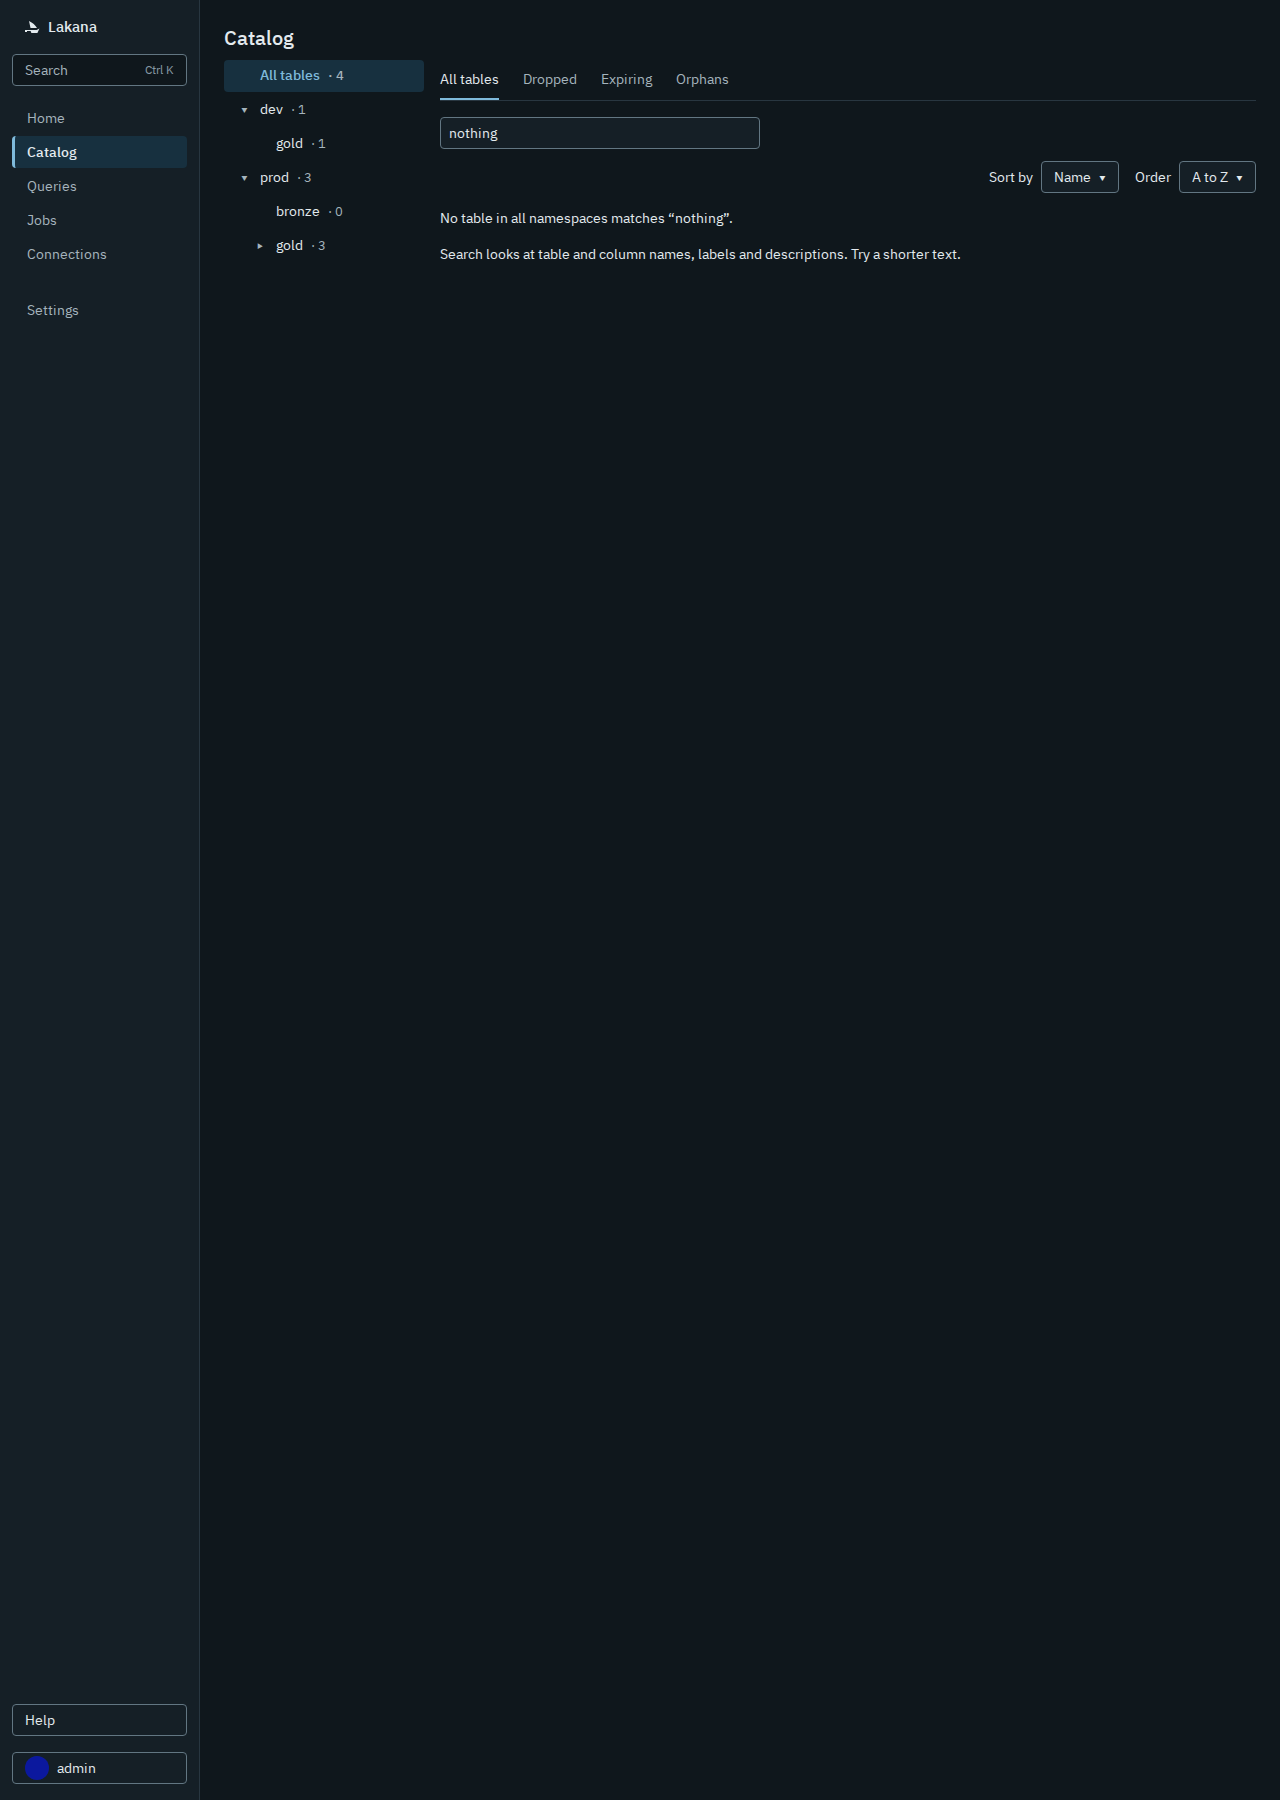 Lakana
Search Ctrl K
Home
Catalog
Queries
Jobs
Connections
Settings
Help
admin
Catalog
All tables · 4
dev · 1
gold · 1
prod · 3
bronze · 0
gold · 3
All tables Dropped Expiring Orphans
nothing
Sort by Name Order A to Z
No table in all namespaces matches “nothing”.
Search looks at table and column names, labels and descriptions. Try a shorter text.